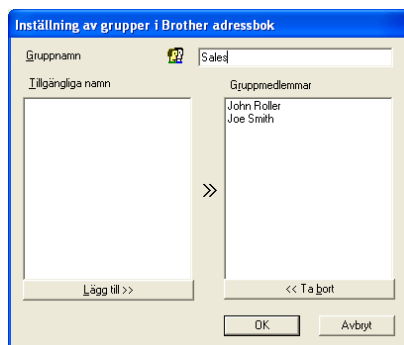 Inställning av grupper i Brother adressbok
Gruppnamn
Sales
Tillgängliga namn
Gruppmedlemmar
John Roller
Joe Smith
Lägg till >>
<< Ta bort
OK
Avbryt